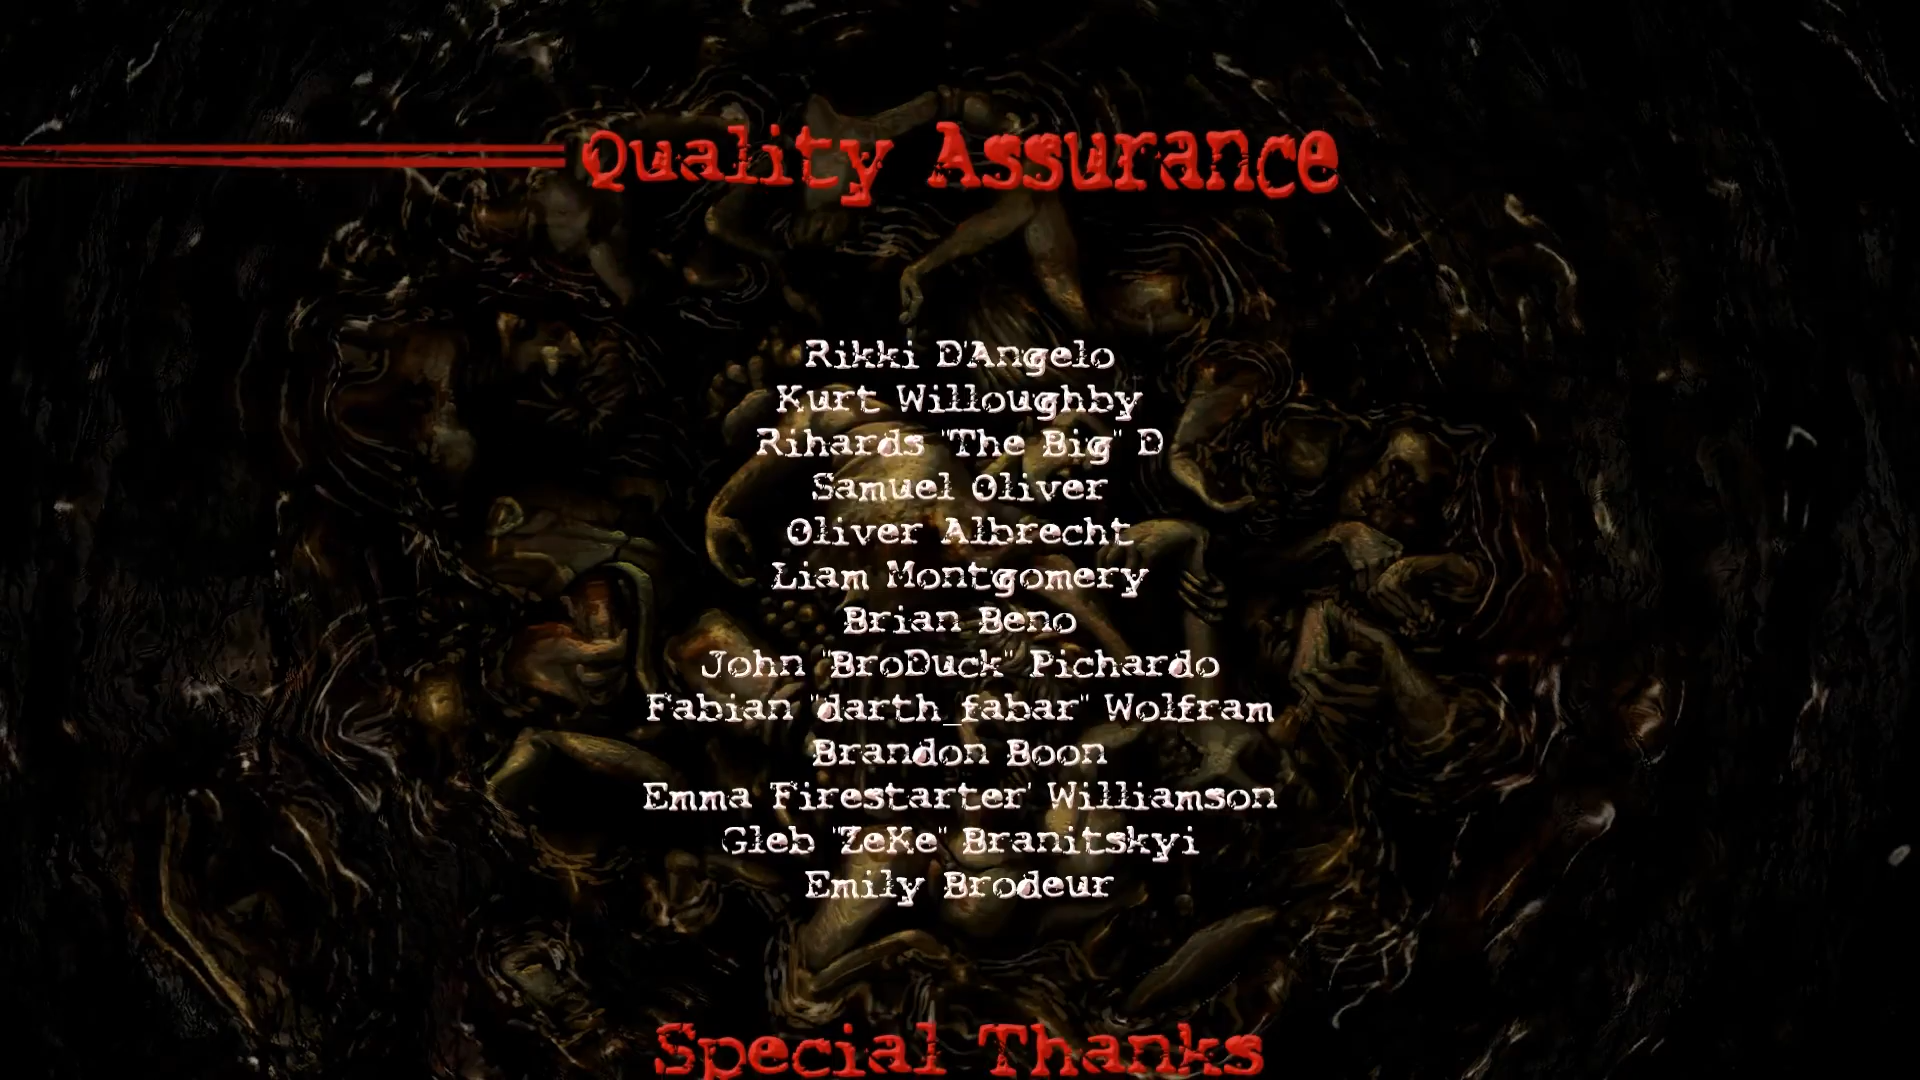 Quality Assurance
Rikki D'Angelo
Kurt Willoughby
Rihards "The Big" D
Samuel Oliver
Oliver Albrecht
Liam Montgomery
Brian Beno
John "BroDuck" Pichardo
Fabian "darth_fabar" Wolfram
Brandon Boon
Emma Firestarter' Williamson
Gleb "ZeKe" Branitskyi
Emily Brodeur
Special Thanks